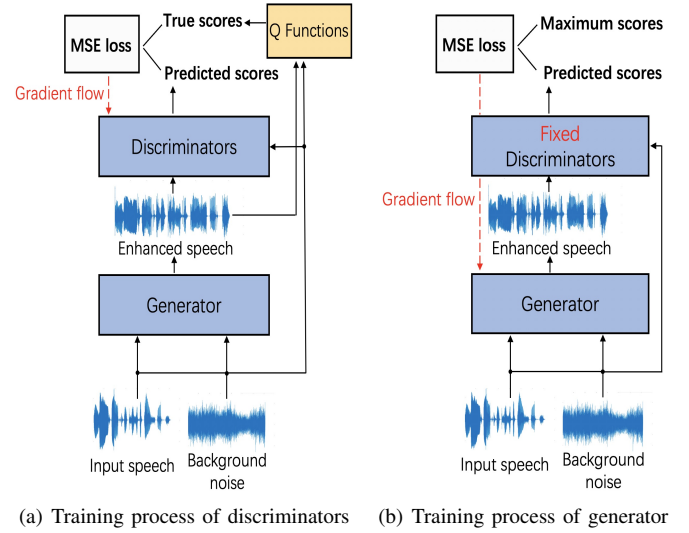 MSE loss
True scores
Q Functions
Predicted scores
Gradient flow
Discriminators
Enhanced speech
Generator
Input speech
Background
noise
(a) Training process of discriminators
MSE loss
Maximum scores
Predicted scores
Fixed
Discriminators
Gradient flow
Enhanced speech
Generator
Input speech
Background
noise
(b) Training process of generator